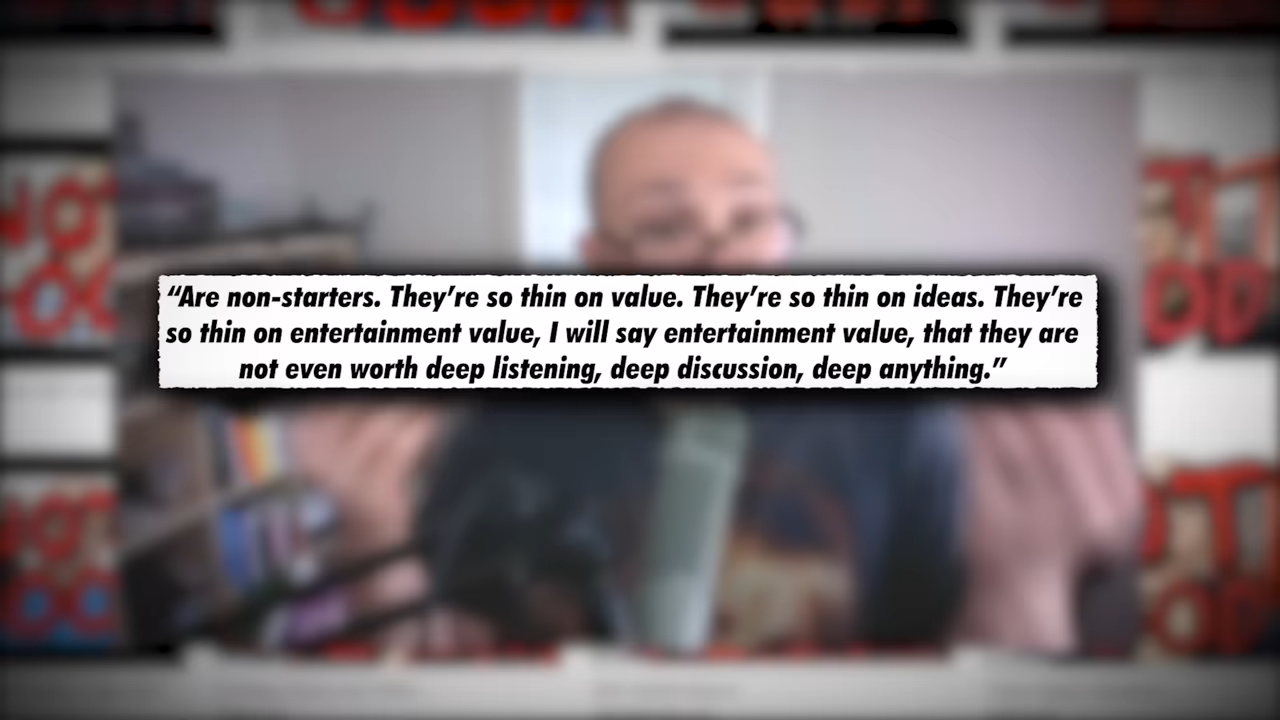 “Are non-starters. They’re so thin on value. They’re so thin on ideas. They’re
so thin on entertainment value, I will say entertainment value, that they are
not even worth deep listening, deep discussion, deep anything.”